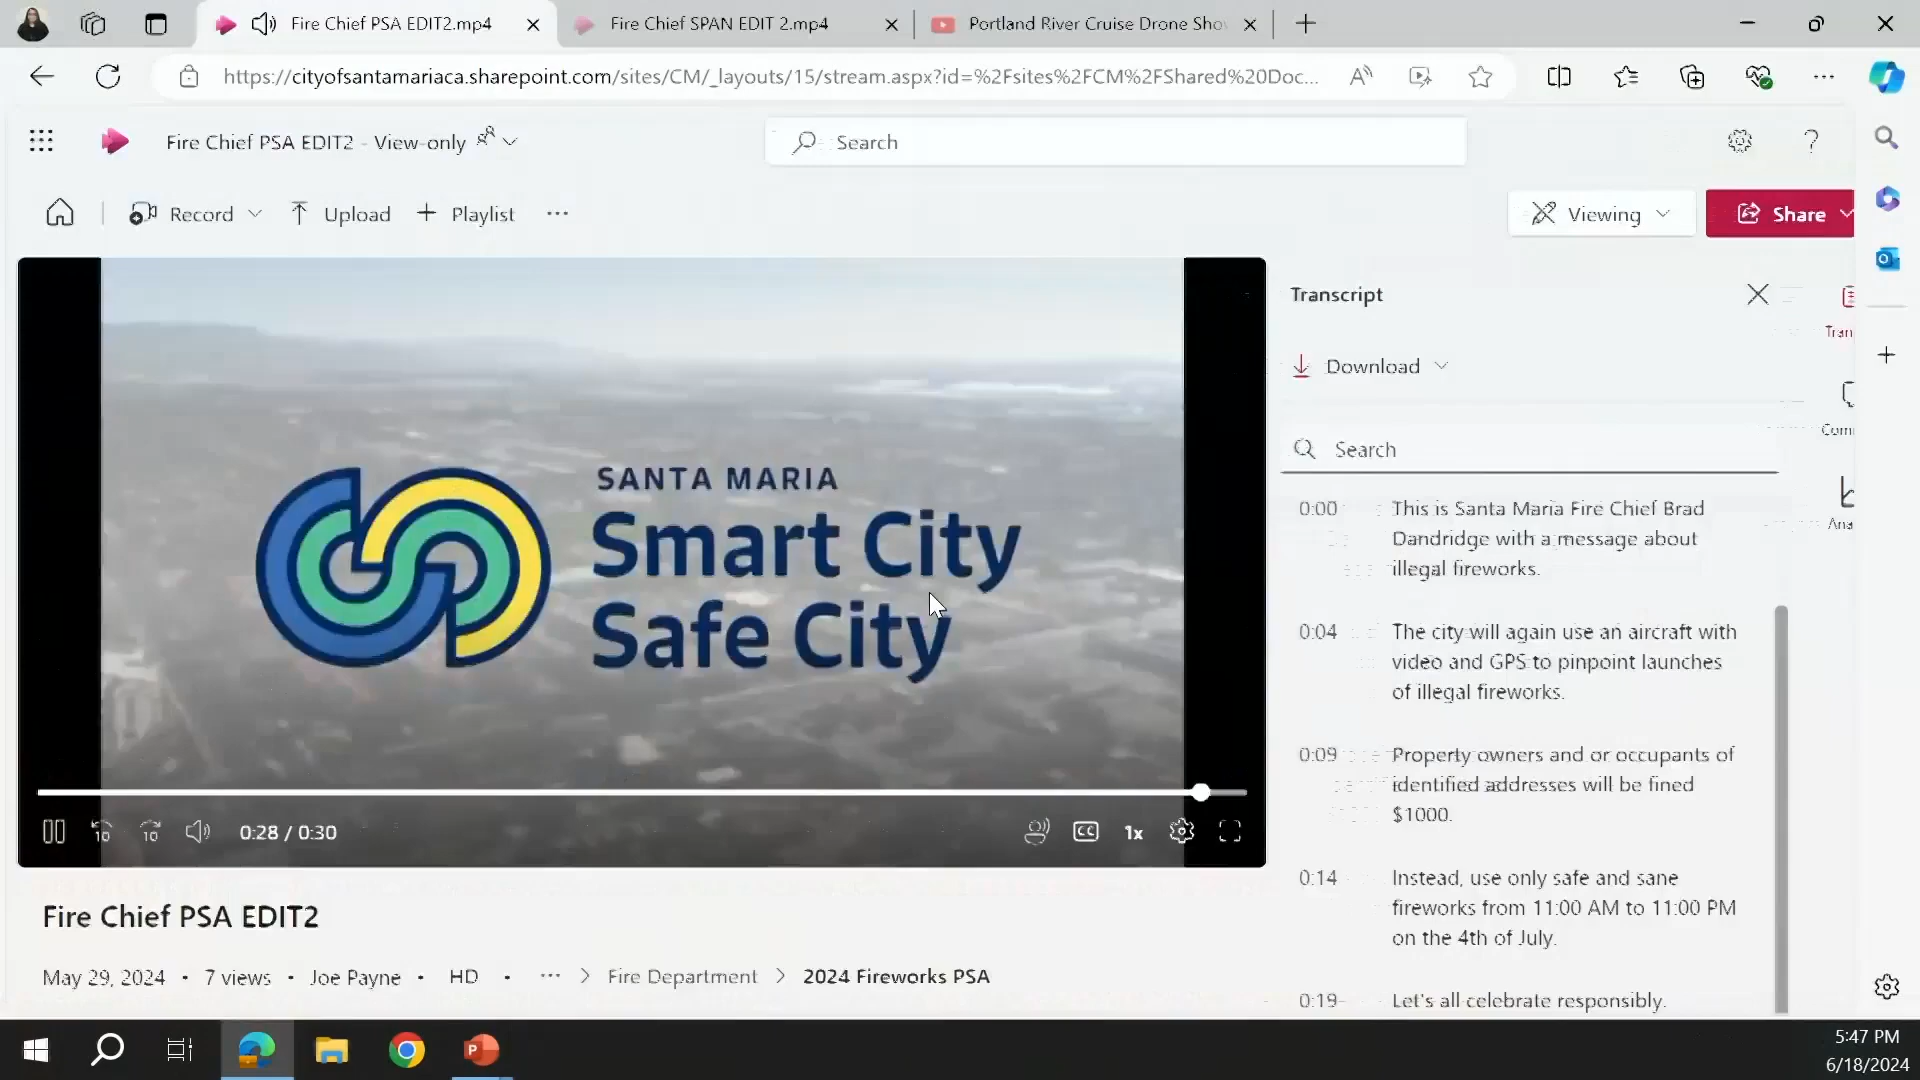 Fire Chief PSA EDIT2.mp4
Fire Chief SPAN EDIT 2.mp4
Portland River Cruise Drone Sho
https://cityofsantamariaca.sharepoint.com/sites/CM/_layouts/15/stream.aspx?id=%2Fsites%2FCM%2FShared%20Doc...
Fire Chief PSA EDIT2 - View-only
Search
Record
Upload
Playlist
Viewing
Share
SANTA MARIA
Smart City
Safe City
0:28 / 0:30
CC
1x
Transcript
Tran
Download
Com
Search
Ana
0:00 This is Santa Maria Fire Chief Brad
Dandridge with a message about
illegal fireworks.
0:04 The city will again use an aircraft with
video and GPS to pinpoint launches
of illegal fireworks.
0:09 Property owners and or occupants of
identified addresses will be fined
$1000.
0:14 Instead, use only safe and sane
fireworks from 11:00 AM to 11:00 PM
on the 4th of July.
0:19 Let's all celebrate responsibly.
Fire Chief PSA EDIT2
May 29, 2024 • 7 views • Joe Payne • HD • ... > Fire Department > 2024 Fireworks PSA
5:47 PM
6/18/2024